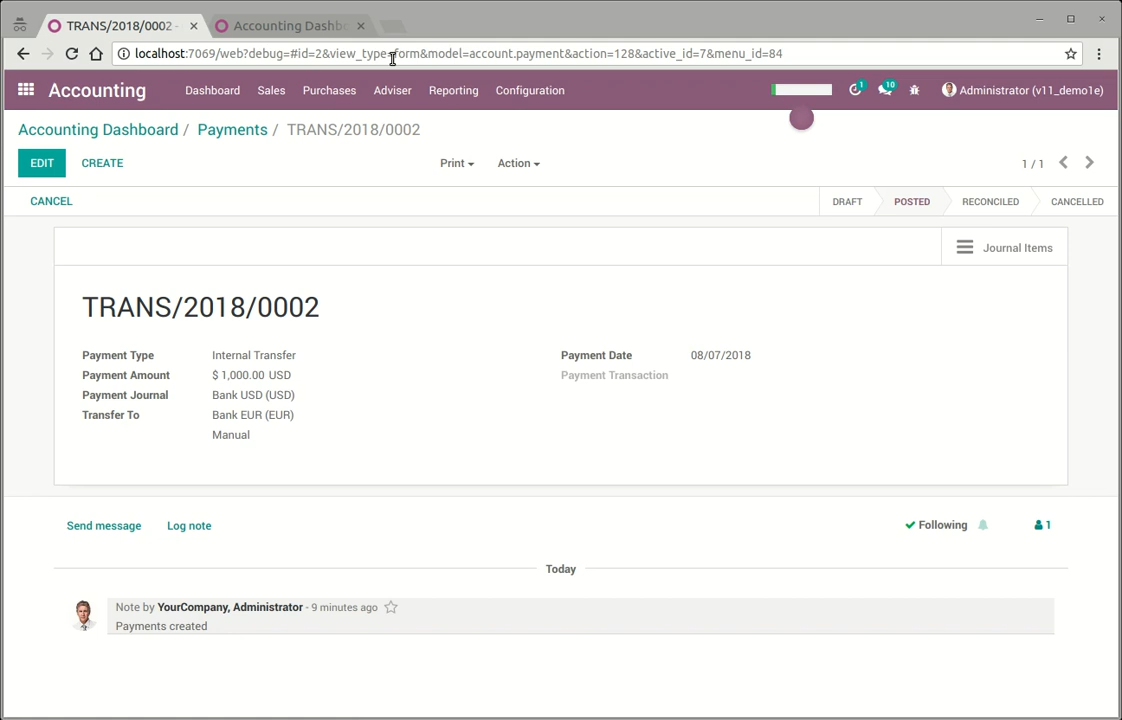 TRANS/2018/0002 -
Accounting Dashbo
localhost:7069/web?debug=#id=2&view_type=form&model=account.payment&action=128&active_id=7&menu_id=84
Accounting Dashboard Sales Purchases Adviser Reporting Configuration 1 10 Administrator (v11_demo1e)
Accounting Dashboard / Payments / TRANS/2018/0002
EDIT CREATE Print Action 1 / 1
CANCEL DRAFT POSTED RECONCILED CANCELLED
Journal Items
TRANS/2018/0002
Payment Type Internal Transfer Payment Date 08/07/2018
Payment Amount $ 1,000.00 USD Payment Transaction
Payment Journal Bank USD (USD)
Transfer To Bank EUR (EUR)
Manual
Send message Log note Following 1
Today
Note by YourCompany, Administrator - 9 minutes ago
Payments created